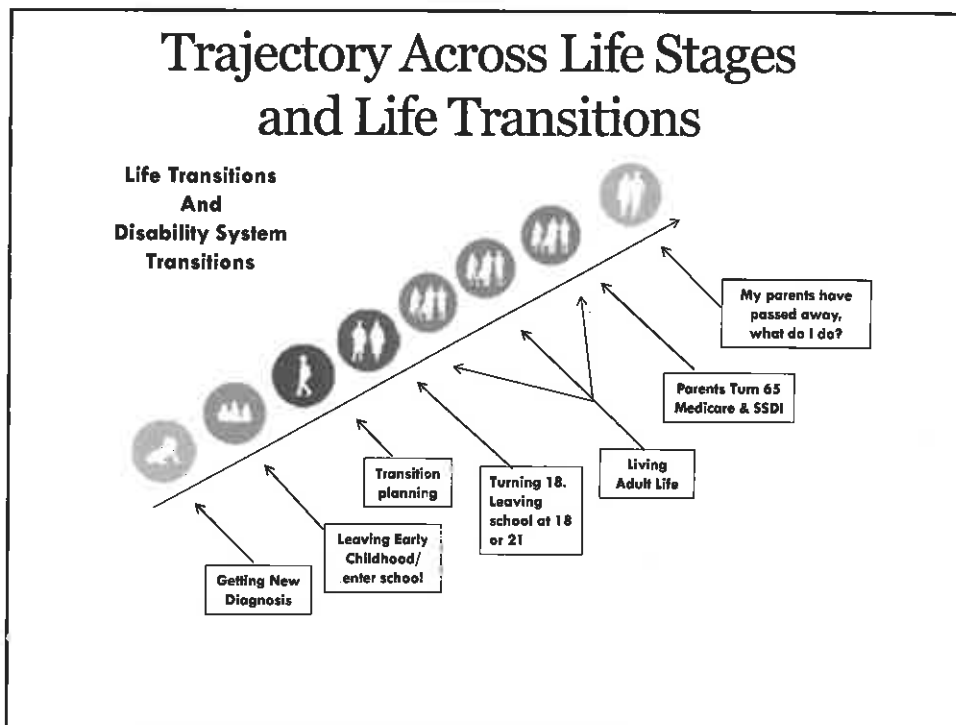 Trajectory Across Life Stages
and Life Transitions
Life Transitions
And
Disability System
Transitions
My parents have
passed away,
what do I do?
Parents Turn 65
Medicare & SSDI
Living
Adult Life
Transition
planning
Turning 18.
Leaving
school at 18
or 21
Leaving Early
Childhood/
enter school
Getting New
Diagnosis